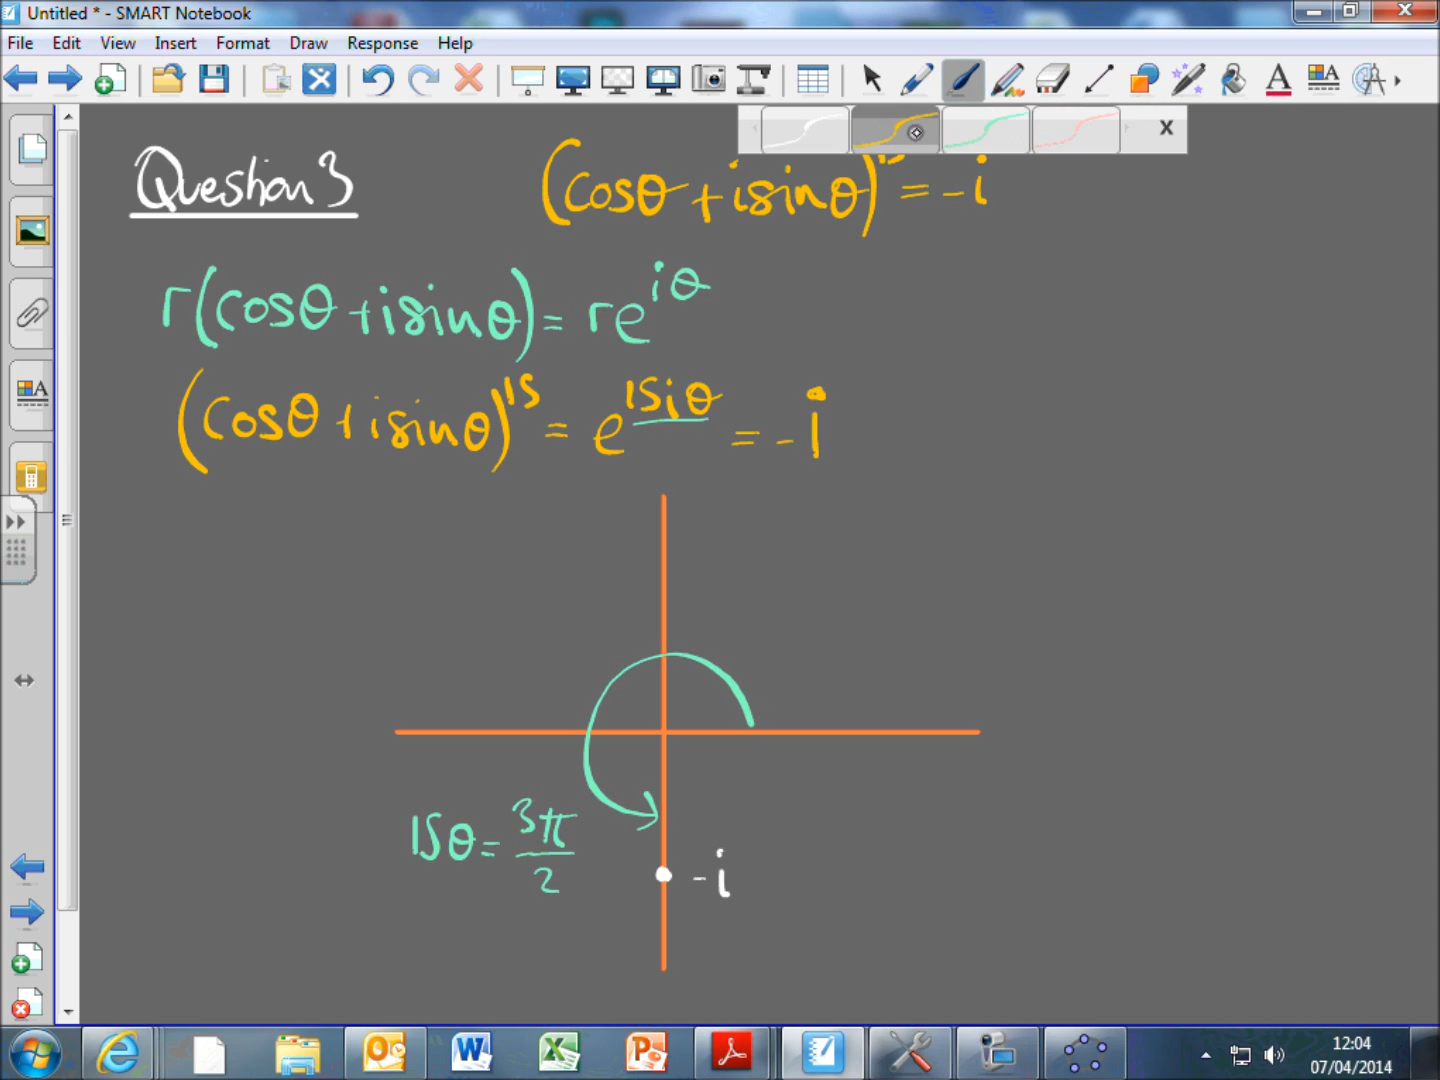 Untitled * - SMART Notebook
File Edit View Insert Format Draw Response Help
Question 3
(cosθ + isinθ)¹⁵ = -i
r(cosθ + isinθ) = re^{iθ}
(cosθ + isinθ)¹⁵ = e^{15iθ} = -i
15θ = 3π/2
-i
12:04
07/04/2014